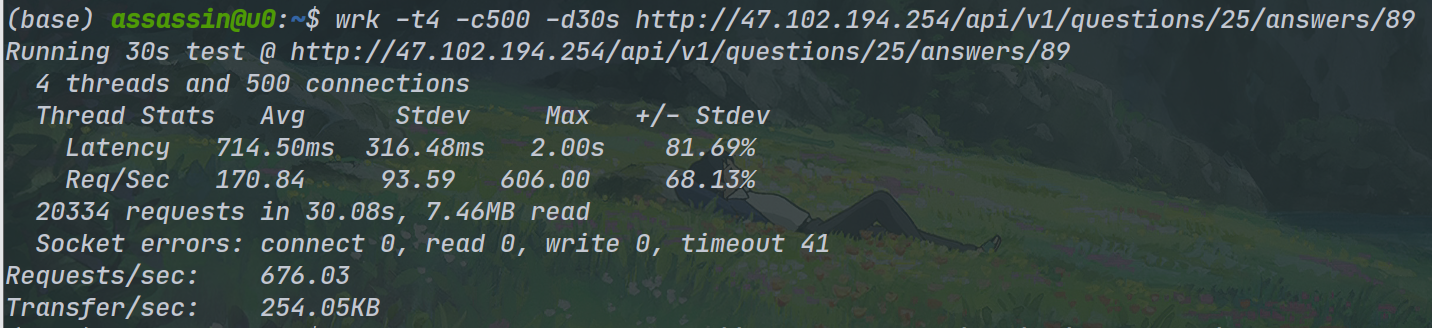 (base) assassin@u0:~$ wrk -t4 -c500 -d30s http://47.102.194.254/api/v1/questions/25/answers/89
Running 30s test @ http://47.102.194.254/api/v1/questions/25/answers/89
  4 threads and 500 connections
  Thread Stats   Avg      Stdev     Max   +/- Stdev
    Latency   714.50ms  316.48ms   2.00s    81.69%
    Req/Sec   170.84     93.59   606.00     68.13%
  20334 requests in 30.08s, 7.46MB read
  Socket errors: connect 0, read 0, write 0, timeout 41
Requests/sec:    676.03
Transfer/sec:    254.05KB